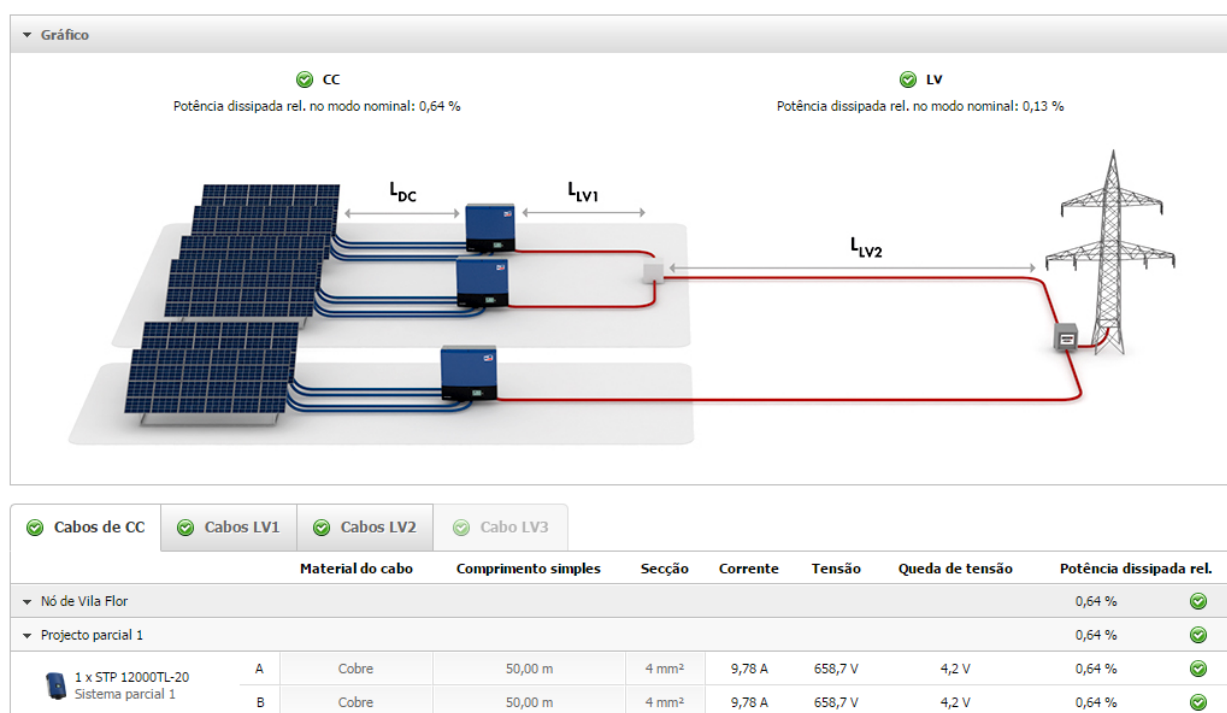 Gráfico
CC
LV
Potência dissipada rel. no modo nominal: 0,64 %
Potência dissipada rel. no modo nominal: 0,13 %
LDC
LLV1
LLV2
Cabos de CC
Cabos LV1
Cabos LV2
Cabo LV3
Material do cabo Comprimento simples Secção Corrente Tensão Queda de tensão Potência dissipada rel.
Nó de Vila Flor 0,64 %
Projecto parcial 1 0,64 %
1 x STP 12000TL-20
Sistema parcial 1
A Cobre 50,00 m 4 mm² 9,78 A 658,7 V 4,2 V 0,64 %
B Cobre 50,00 m 4 mm² 9,78 A 658,7 V 4,2 V 0,64 %